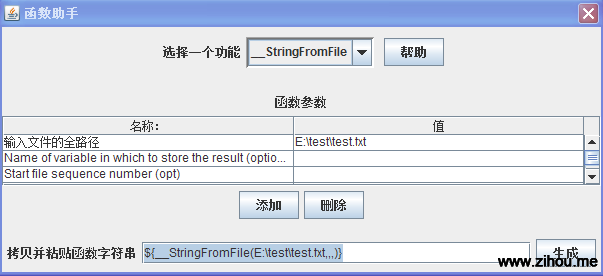 函数助手
选择一个功能 __StringFromFile 帮助
函数参数
名称: 值
输入文件的全路径 E:\test\test.txt
Name of variable in which to store the result (optio...
Start file sequence number (opt)
添加 删除
拷贝并粘贴函数字符串 ${__StringFromFile(E:\test\test.txt,,,)} 生成
www.zihou.me